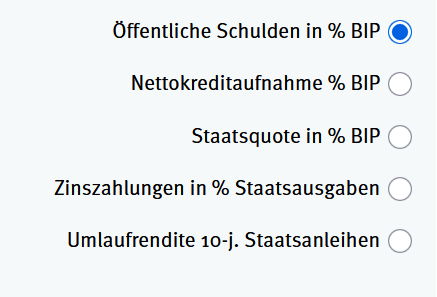 Öffentliche Schulden in % BIP
Nettokreditaufnahme % BIP
Staatsquote in % BIP
Zinszahlungen in % Staatsausgaben
Umlaufrendite 10-j. Staatsanleihen